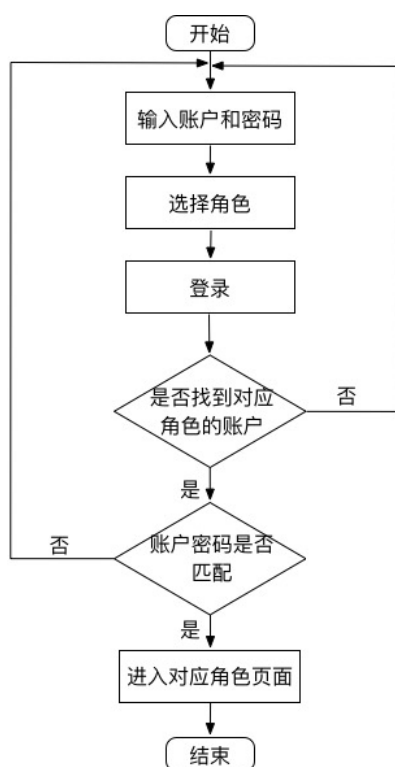 开始
输入账户和密码
选择角色
登录
是否找到对应
角色的账户
否
是
账户密码是否
匹配
否
是
进入对应角色页面
结束